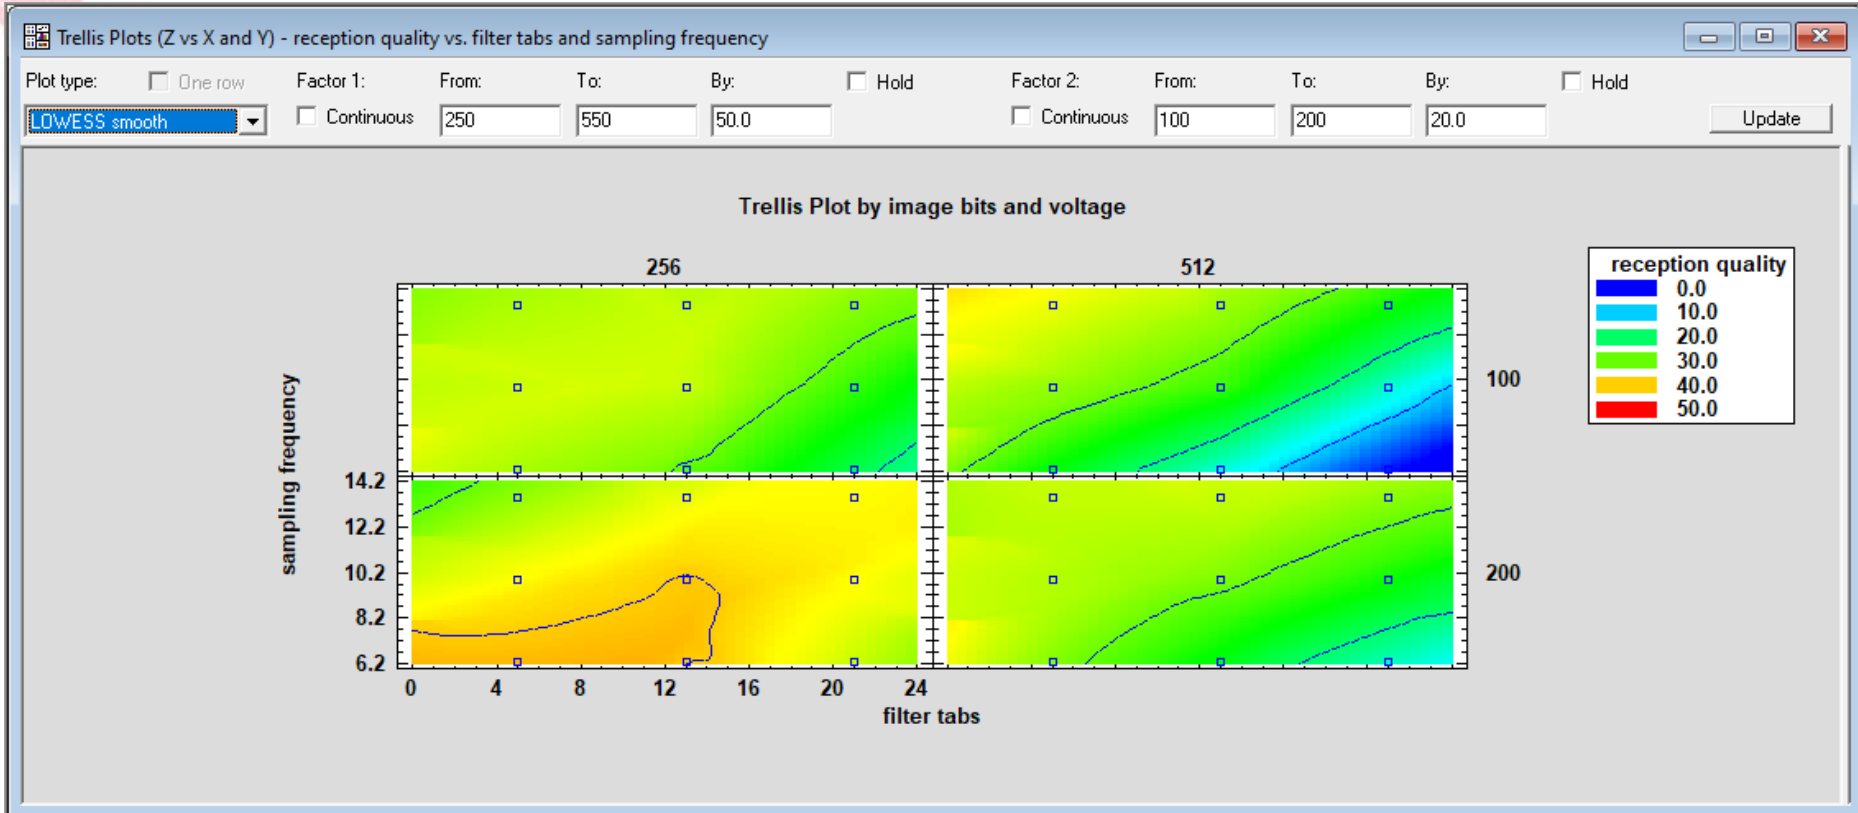 Trellis Plots (Z vs X and Y) - reception quality vs. filter tabs and sampling frequency
Plot type: One row Factor 1: From: To: By: Hold Factor 2: From: To: By: Hold
LOWESS smooth Continuous 250 550 50.0 Continuous 100 200 20.0 Update
Trellis Plot by image bits and voltage
256 512
reception quality
0.0
10.0
20.0
30.0
40.0
50.0
100
200
sampling frequency
14.2
12.2
10.2
8.2
6.2
0 4 8 12 16 20 24
filter tabs